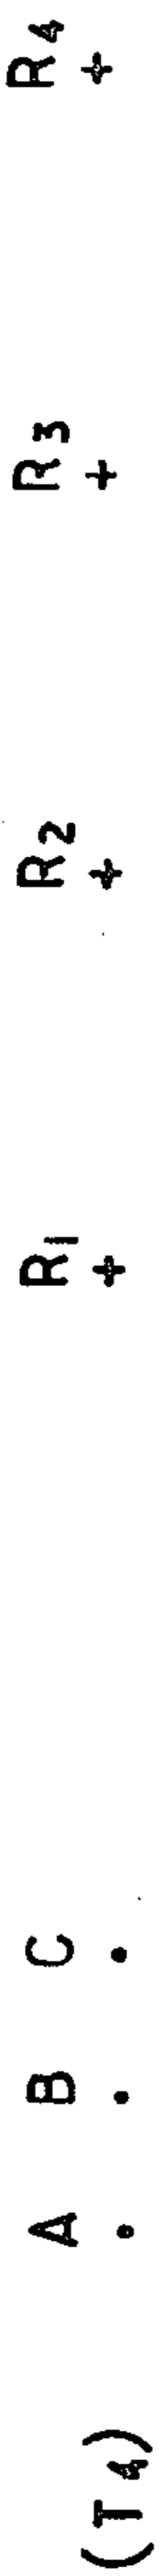 A B C R₁ R₂ R₃ R₄
(T₄) . . . + + + +